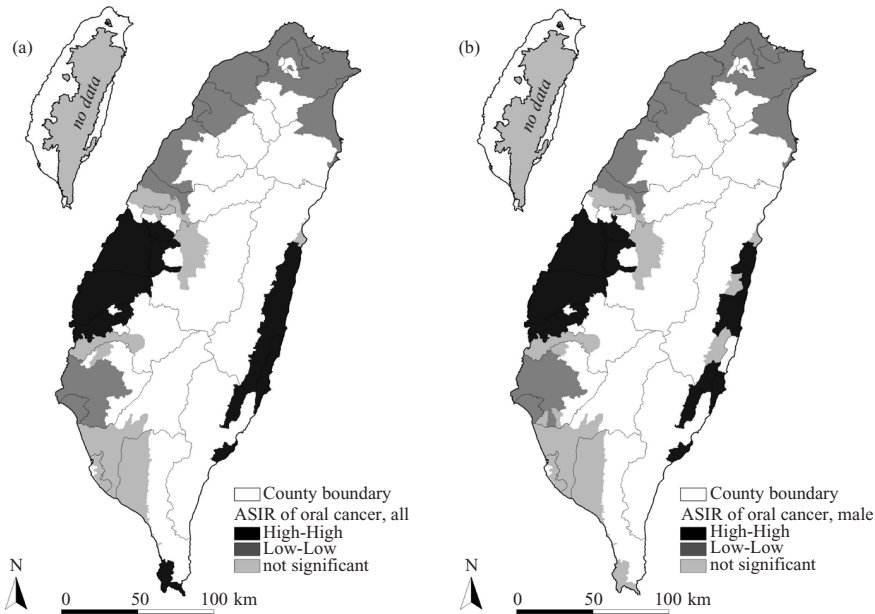 (a)
no data
County boundary
ASIR of oral cancer, all
High-High
Low-Low
not significant
N
0 50 100 km
(b)
no data
County boundary
ASIR of oral cancer, male
High-High
Low-Low
not significant
N
0 50 100 km